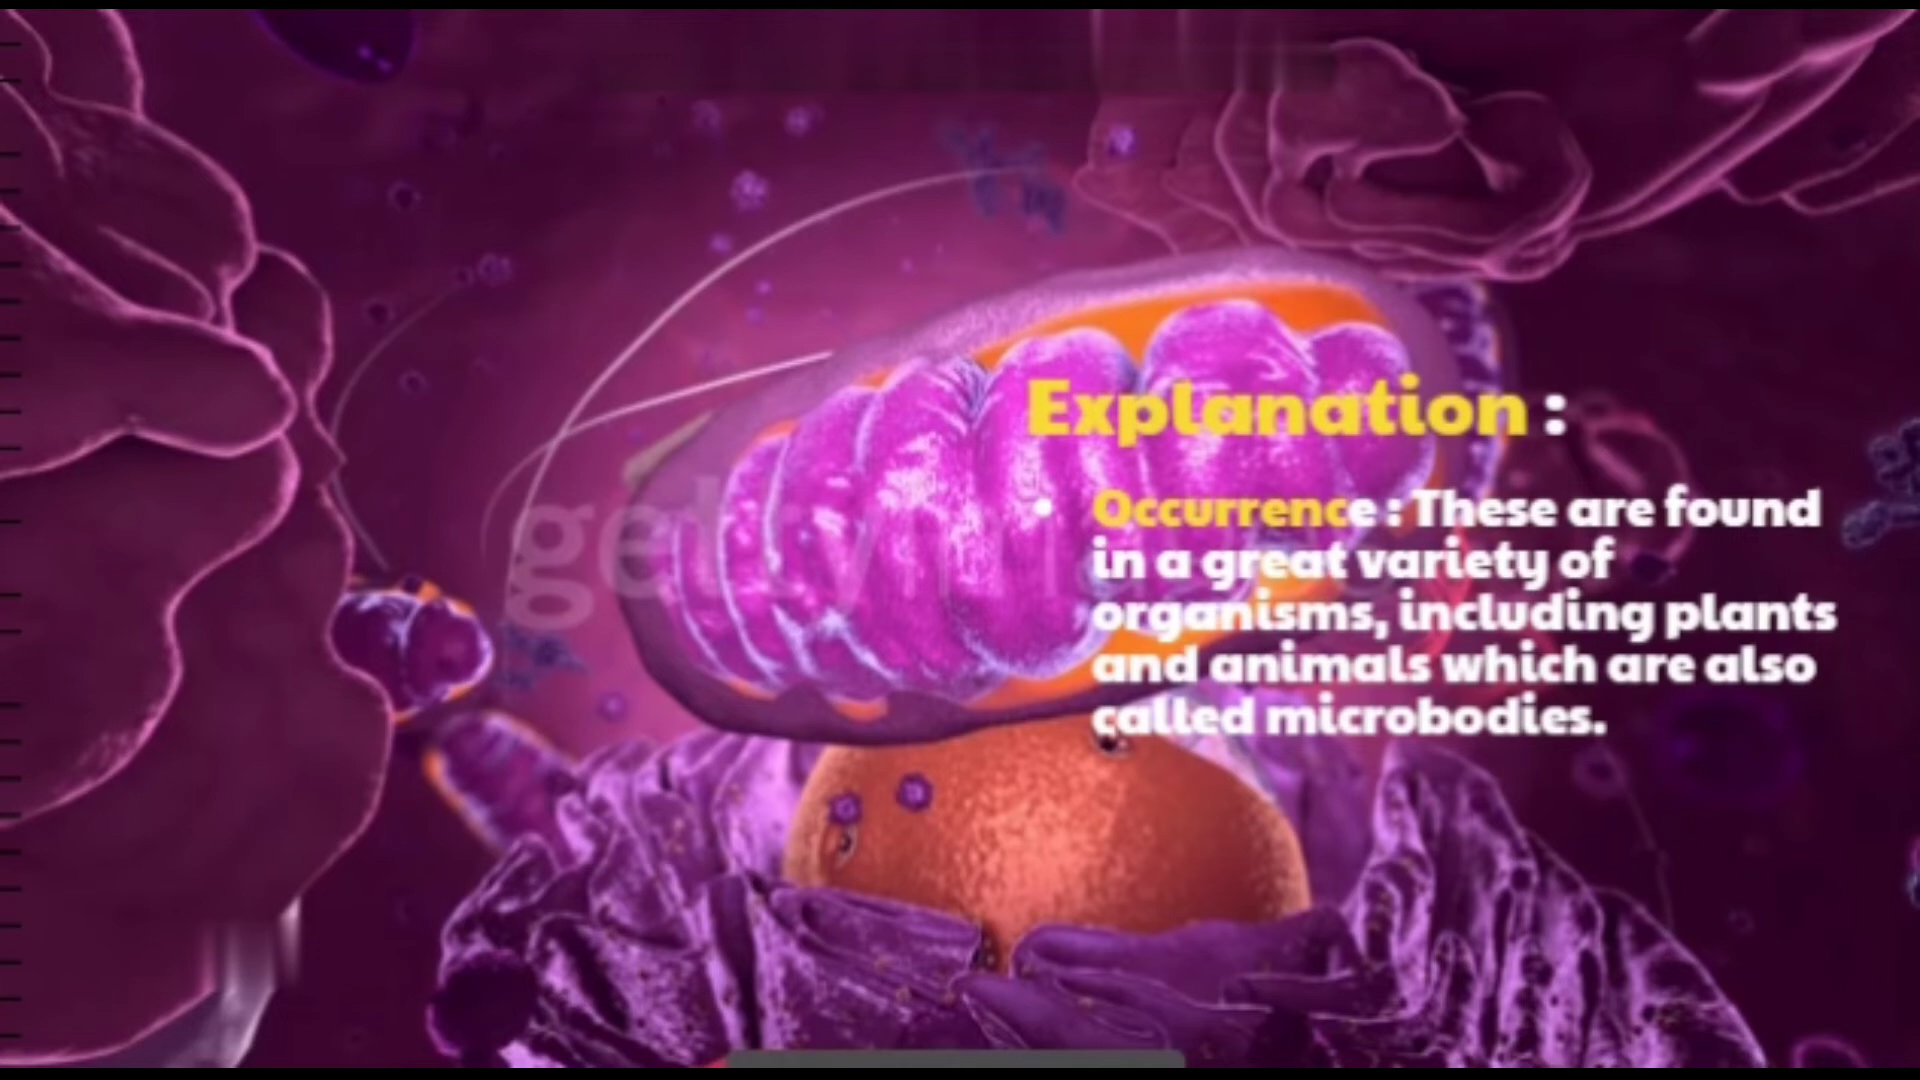 Explanation :
• Occurrence : These are found
in a great variety of
organisms, including plants
and animals which are also
called microbodies.
getty